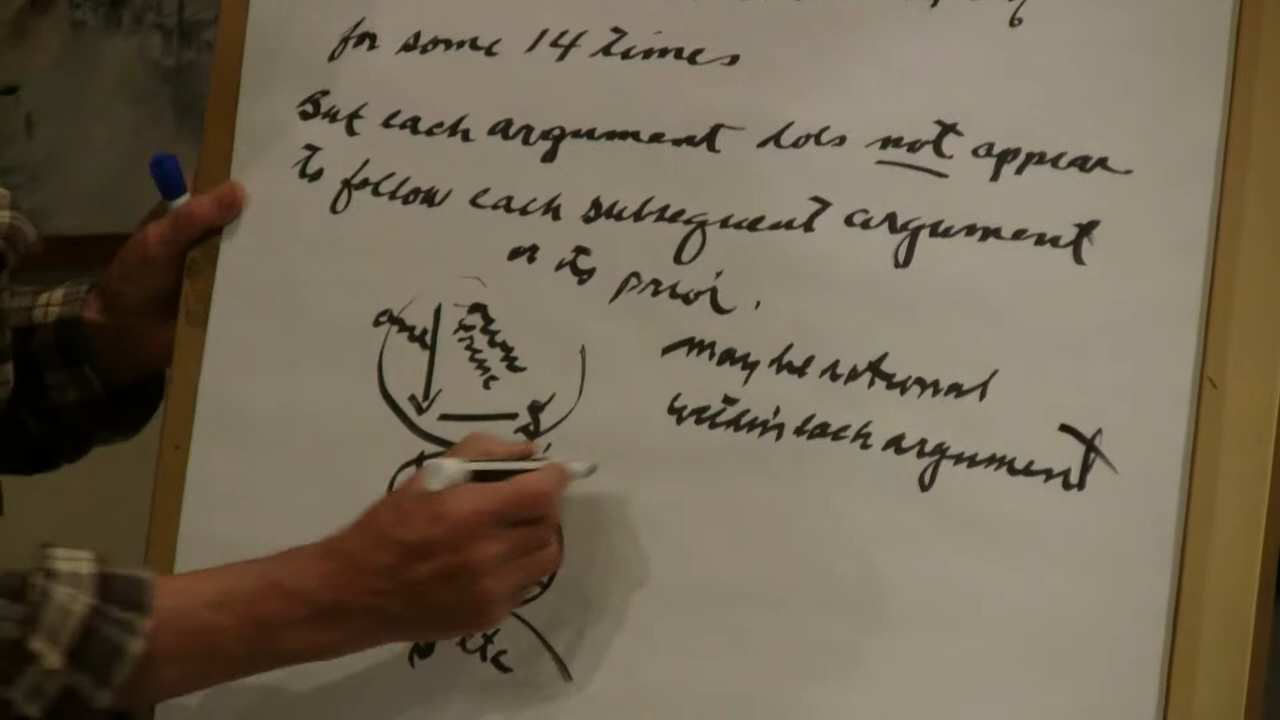 for some 14 times
But each argument does not appear
to follow each subsequent argument
or its prior.
one
may be rational
within each argument
etc